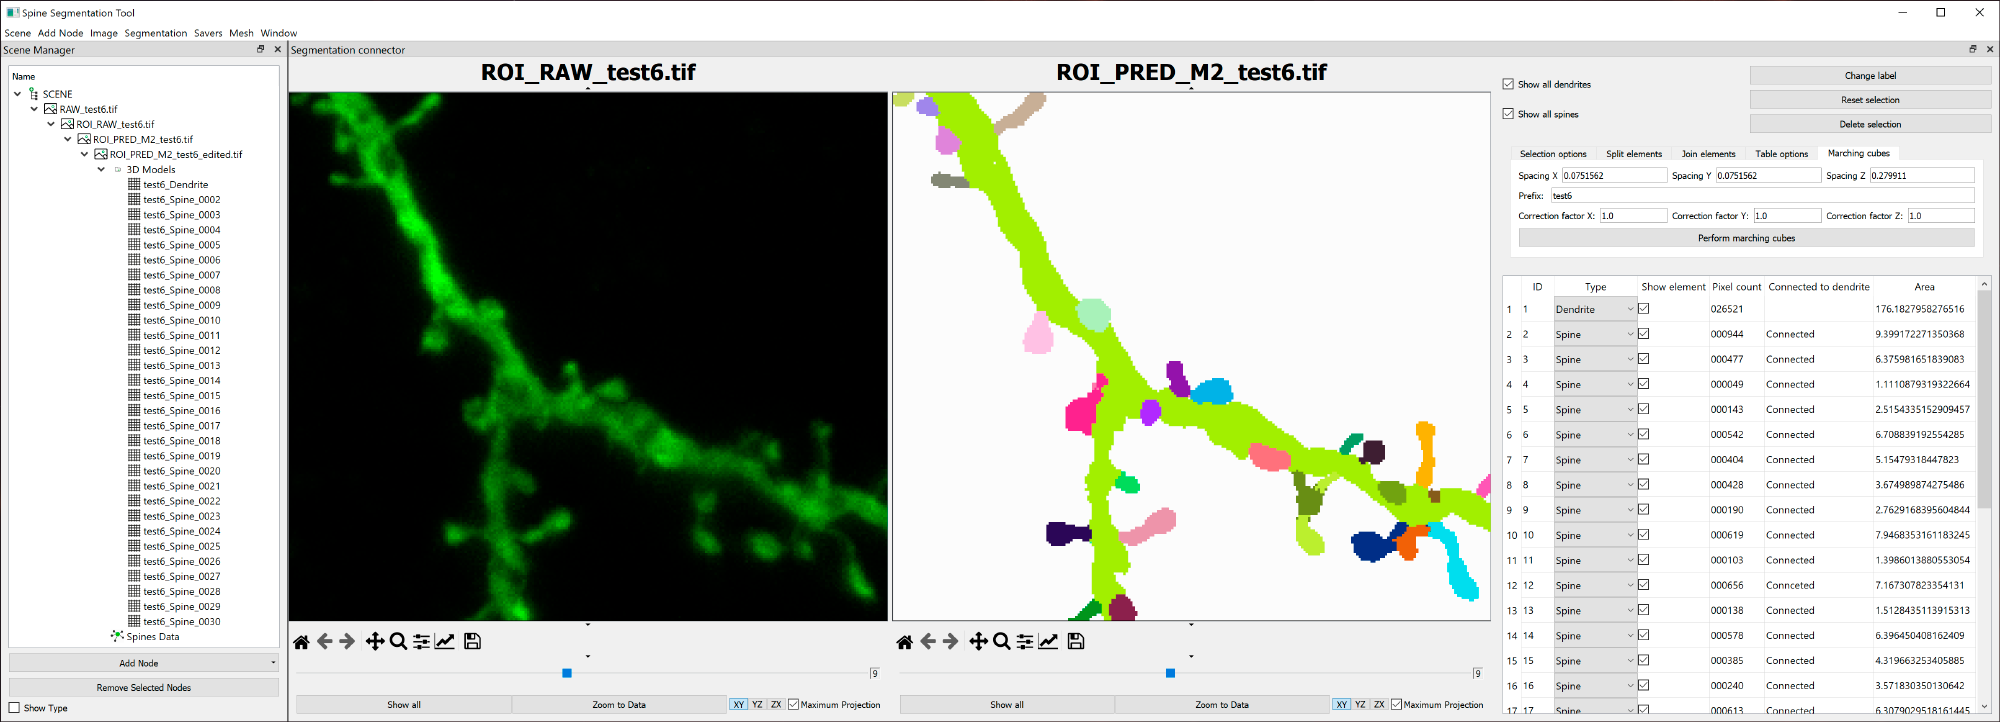 Spine Segmentation Tool
Scene Add Node Image Segmentation Savers Mesh Window
Scene Manager
Name
SCENE
RAW_test6.tif
ROI_RAW_test6.tif
ROI_PRED_M2_test6.tif
ROI_PRED_M2_test6_edited.tif
3D Models
test6_Dendrite
test6_Spine_0002
test6_Spine_0003
test6_Spine_0004
test6_Spine_0005
test6_Spine_0006
test6_Spine_0007
test6_Spine_0008
test6_Spine_0009
test6_Spine_0010
test6_Spine_0011
test6_Spine_0012
test6_Spine_0013
test6_Spine_0014
test6_Spine_0015
test6_Spine_0016
test6_Spine_0017
test6_Spine_0018
test6_Spine_0019
test6_Spine_0020
test6_Spine_0021
test6_Spine_0022
test6_Spine_0023
test6_Spine_0024
test6_Spine_0025
test6_Spine_0026
test6_Spine_0027
test6_Spine_0028
test6_Spine_0029
test6_Spine_0030
Spines Data
Add Node
Remove Selected Nodes
Show Type
Segmentation connector
ROI_RAW_test6.tif
9
Show all Zoom to Data XY YZ ZX Maximum Projection
ROI_PRED_M2_test6.tif
9
Show all Zoom to Data XY YZ ZX Maximum Projection
Show all dendrites
Show all spines
Change label
Reset selection
Delete selection
Selection options Split elements Join elements Table options Marching cubes
Spacing X 0.0751562 Spacing Y 0.0751562 Spacing Z 0.279911
Prefix: test6
Correction factor X: 1.0 Correction factor Y: 1.0 Correction factor Z: 1.0
Perform marching cubes
ID Type Show element Pixel count Connected to dendrite Area
1 1 Dendrite 026521 176.1827958276516
2 2 Spine 000944 Connected 9.399172271350368
3 3 Spine 000477 Connected 6.375981651839083
4 4 Spine 000049 Connected 1.1110879319322664
5 5 Spine 000143 Connected 2.5154335152909457
6 6 Spine 000542 Connected 6.708839192554285
7 7 Spine 000404 Connected 5.15479318447823
8 8 Spine 000428 Connected 3.674989874275486
9 9 Spine 000190 Connected 2.7629168395604844
10 10 Spine 000619 Connected 7.9468353161183245
11 11 Spine 000103 Connected 1.3986013880553054
12 12 Spine 000656 Connected 7.167307823354131
13 13 Spine 000138 Connected 1.5128435113915313
14 14 Spine 000578 Connected 6.396450408162409
15 15 Spine 000385 Connected 4.319663253405885
16 16 Spine 000240 Connected 3.571830350130642
17 17 Spine 000613 Connected 6.3079029518161445